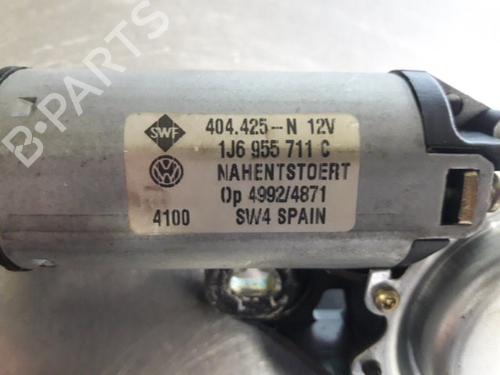 SWF 404.425-N 12V
1J6 955 711 C
NAHENTSTOERT
Op 4992/4871
4100 SW4 SPAIN
B-PARTS